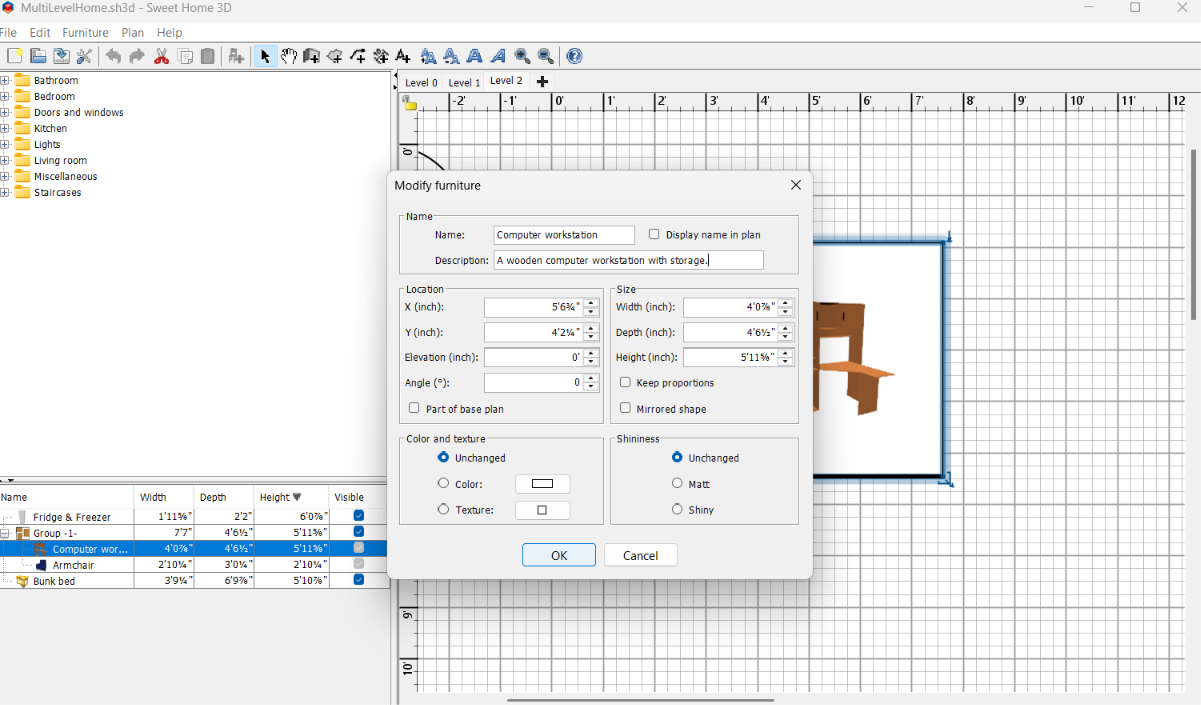 MultiLevelHome.sh3d - Sweet Home 3D
File Edit Furniture Plan Help
Level 0 Level 1 Level 2
-2' -1' 0' 1' 2' 3' 4' 5' 6' 7' 8' 9' 10' 11' 12
0'
9'
10'
Bathroom
Bedroom
Doors and windows
Kitchen
Lights
Living room
Miscellaneous
Staircases
Name Width Depth Height Visible
Fridge & Freezer 1'11⅝" 2'2" 6'0⅞"
Group -1- 7'7" 4'6½" 5'11⅝"
Computer wor... 4'0⅞" 4'6½" 5'11⅝"
Armchair 2'10¼" 3'0¼" 2'10¼"
Bunk bed 3'9¼" 6'9⅞" 5'10⅞"
Modify furniture
Name
Name: Computer workstation Display name in plan
Description: A wooden computer workstation with storage.
Location
X (inch): 5'6¾"
Y (inch): 4'2¼"
Elevation (inch): 0'
Angle (°): 0
Part of base plan
Size
Width (inch): 4'0⅞"
Depth (inch): 4'6½"
Height (inch): 5'11⅝"
Keep proportions
Mirrored shape
Color and texture
Unchanged
Color:
Texture:
Shininess
Unchanged
Matt
Shiny
OK Cancel